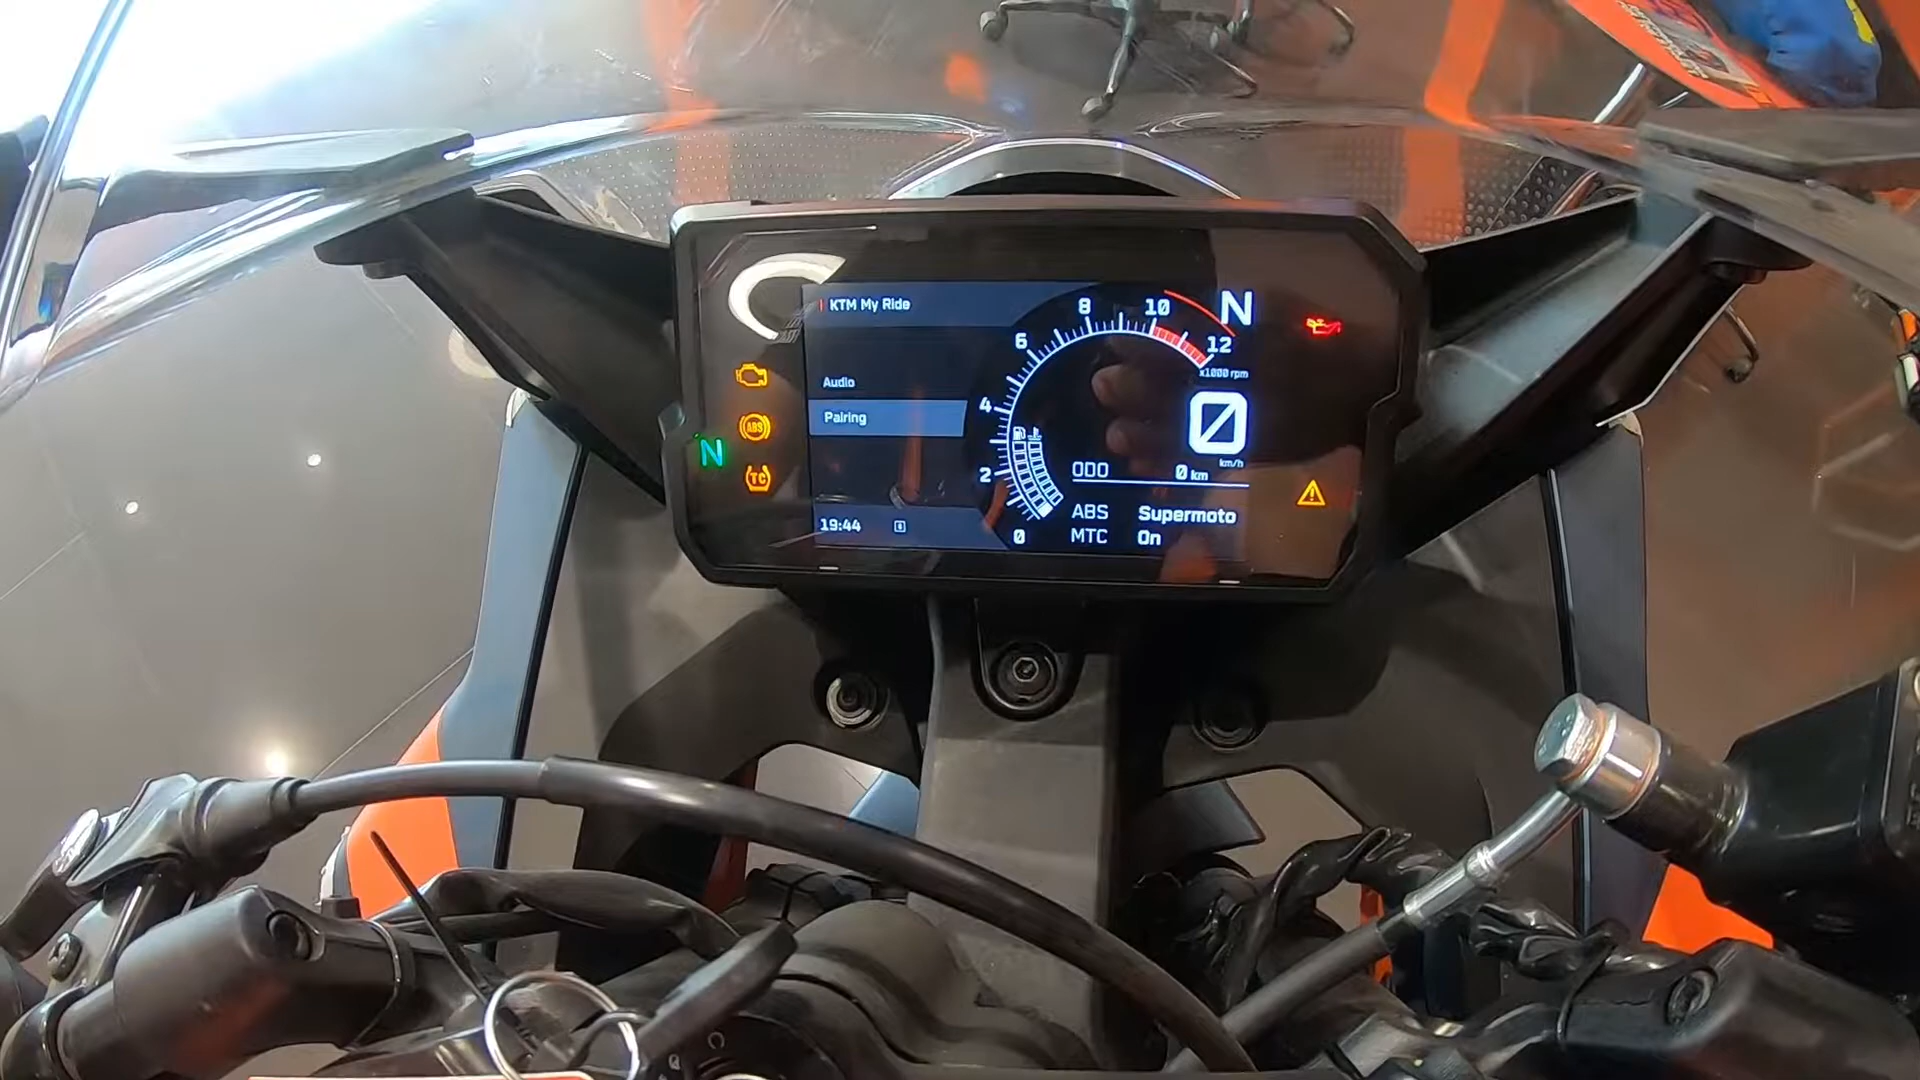 KTM My Ride
Audio
Pairing
19:44
0
2
4
6
8
10
12
x1000 rpm
N
0
km/h
ODO 0 km
ABS Supermoto
MTC On
N
ABS
TC